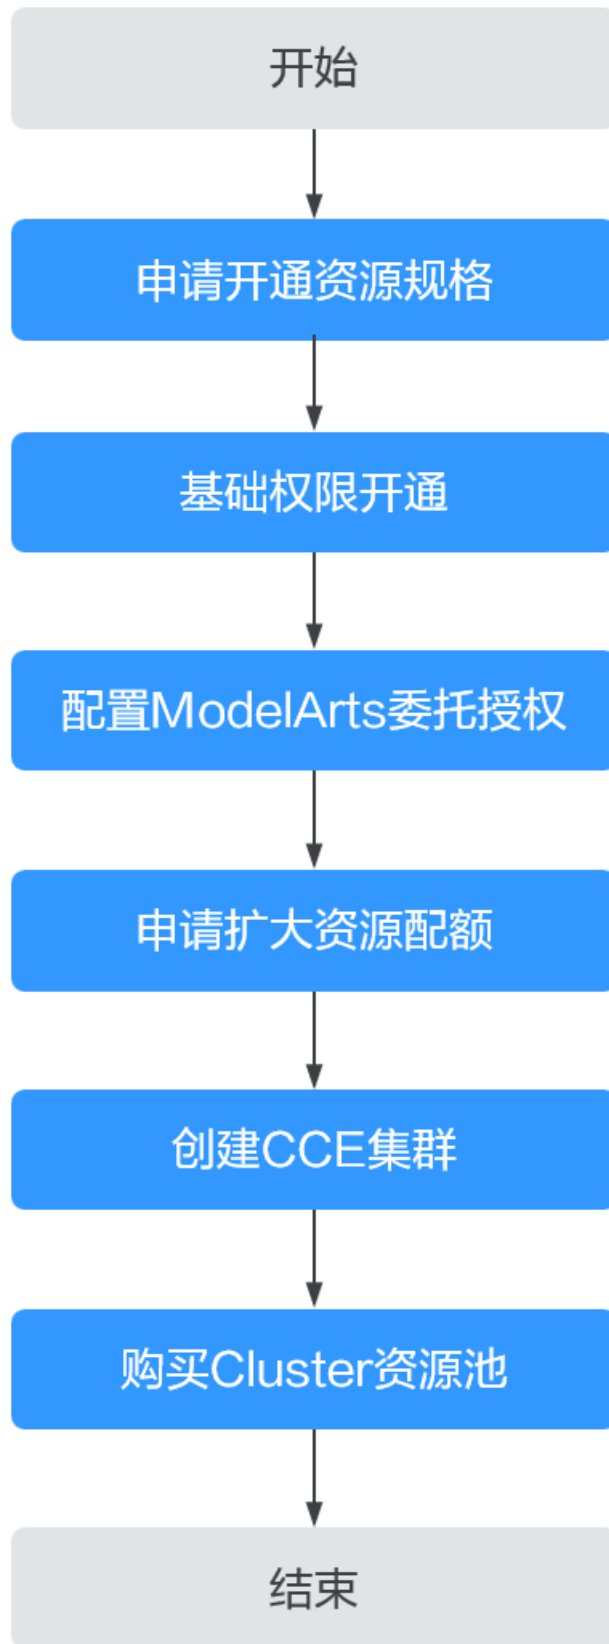 开始
申请开通资源规格
基础权限开通
配置ModelArts委托授权
申请扩大资源配额
创建CCE集群
购买Cluster资源池
结束